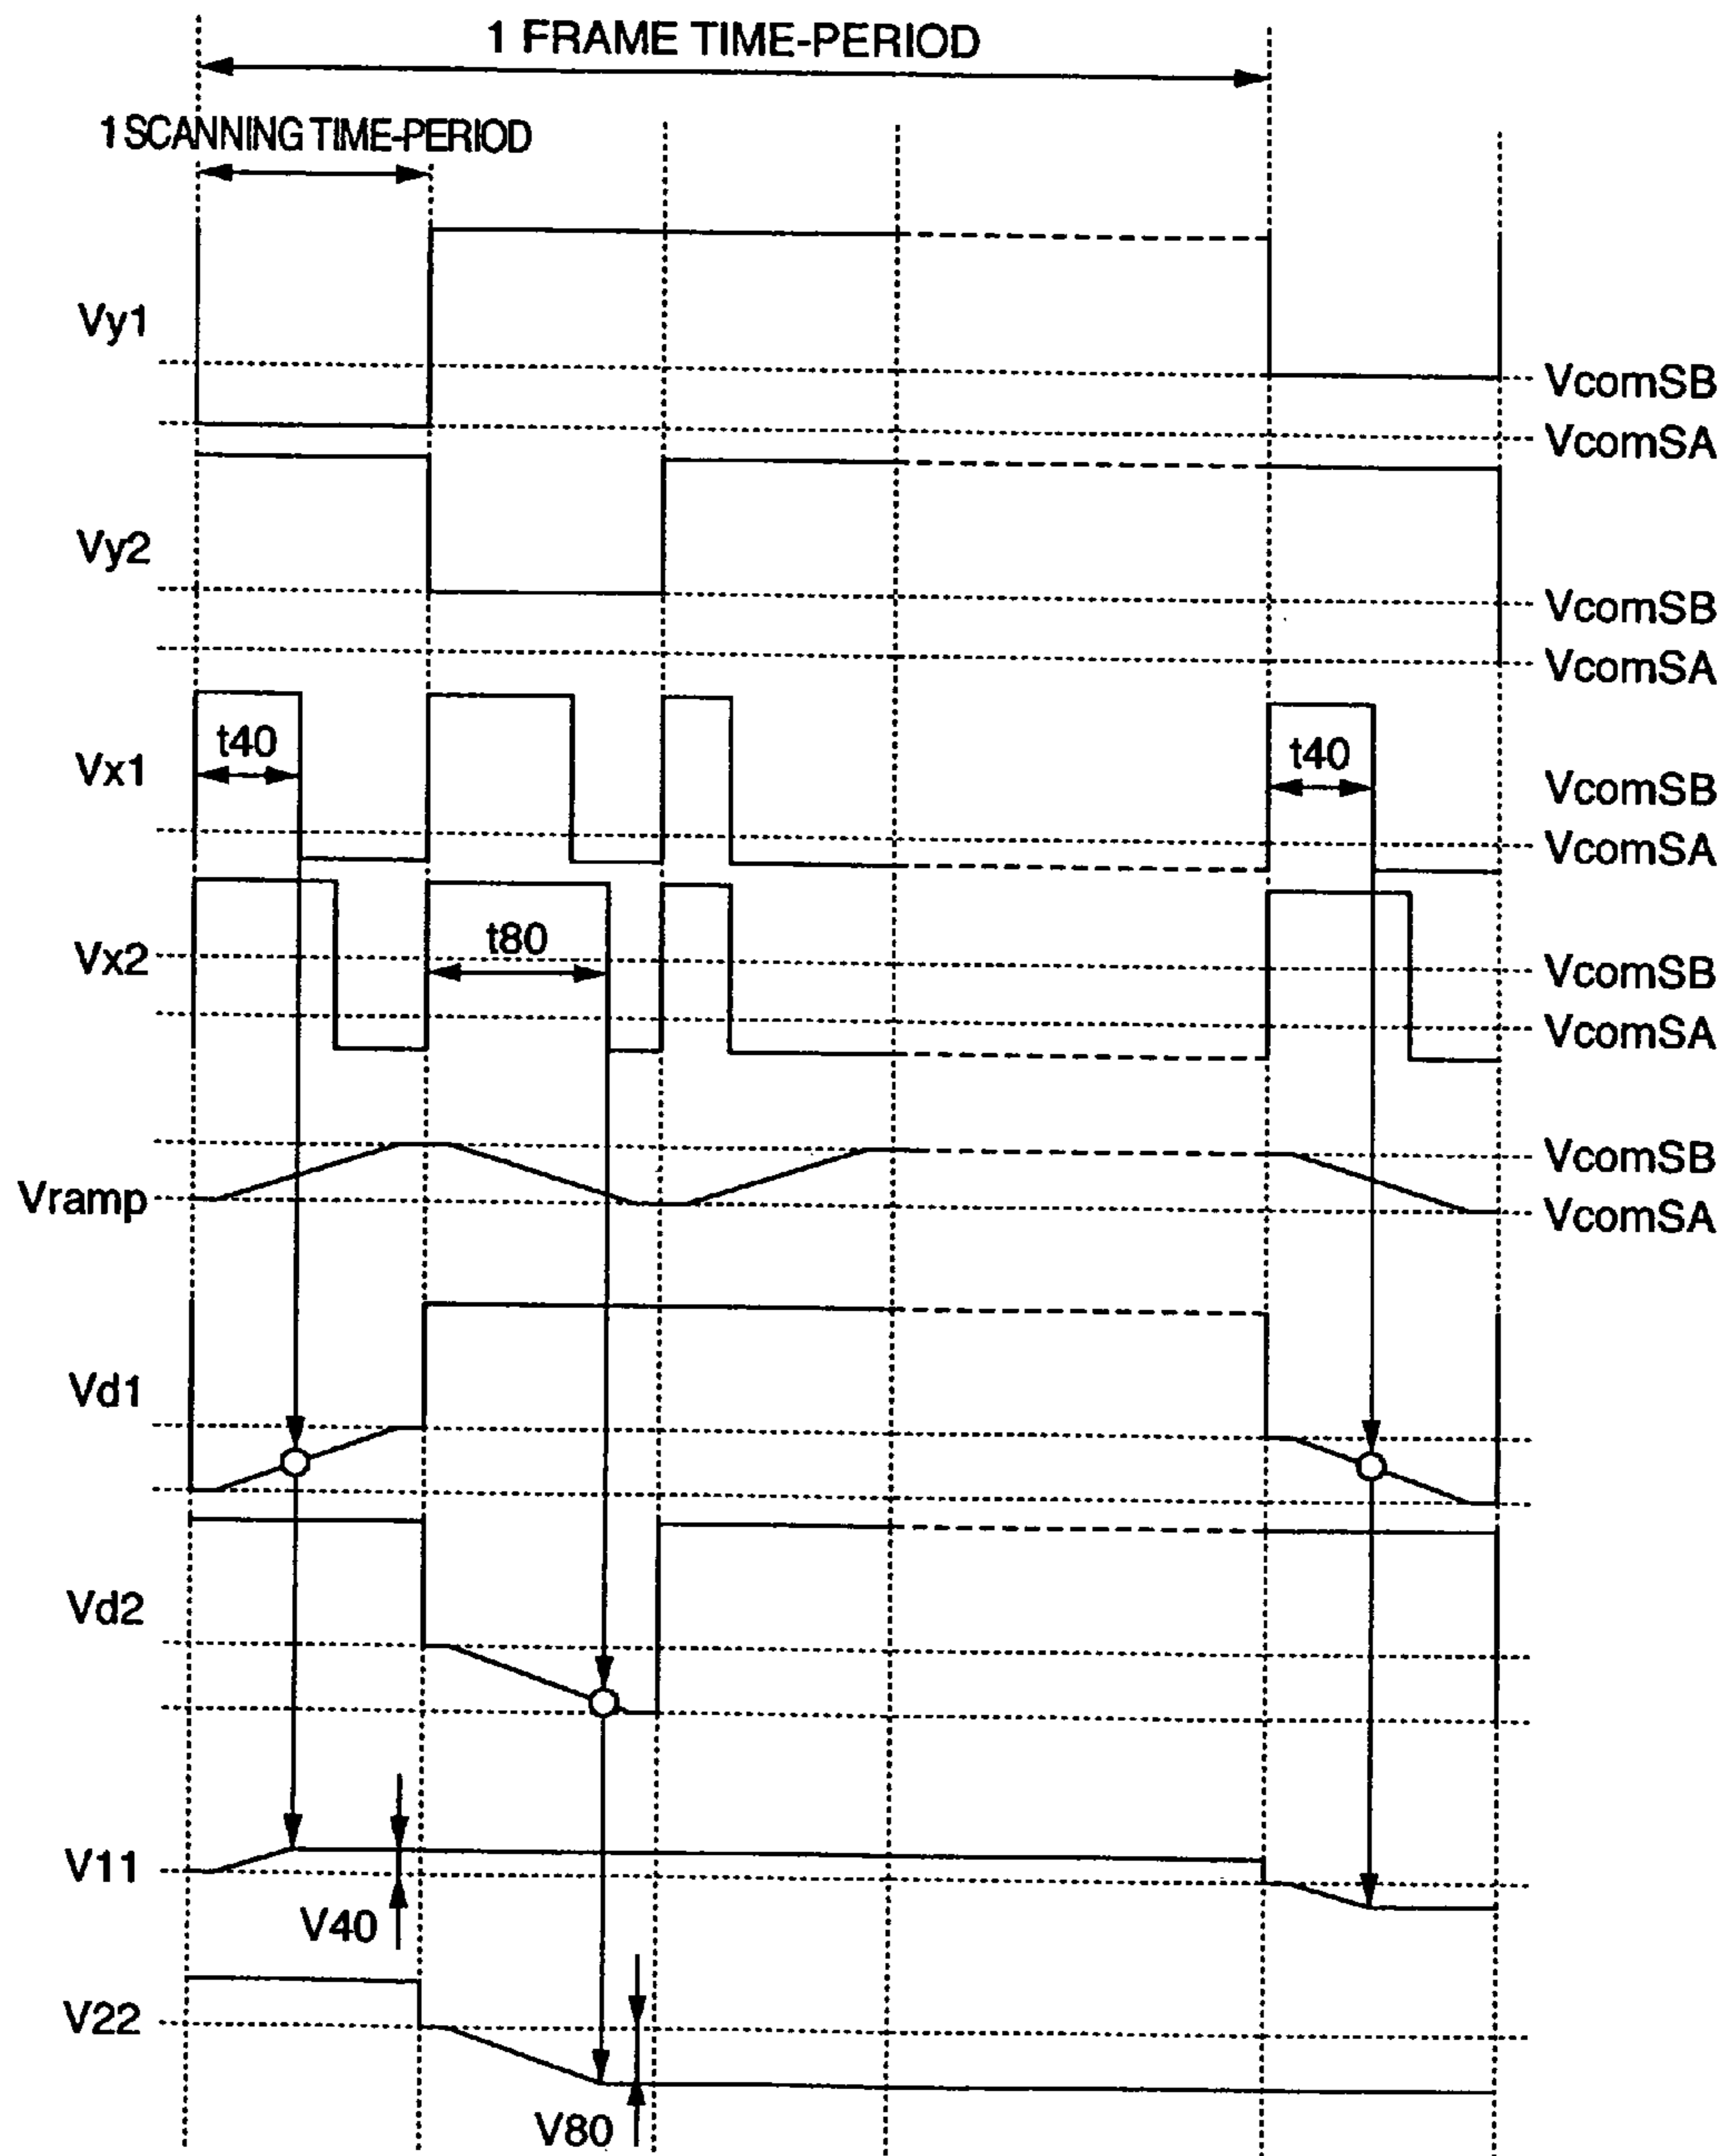 1 FRAME TIME-PERIOD
1 SCANNING TIME-PERIOD
Vy1
VcomSB
VcomSA
Vy2
VcomSB
VcomSA
t40
t40
Vx1
VcomSB
VcomSA
t80
Vx2
VcomSB
VcomSA
VcomSB
Vramp
VcomSA
Vd1
Vd2
V11
V40
V22
V80